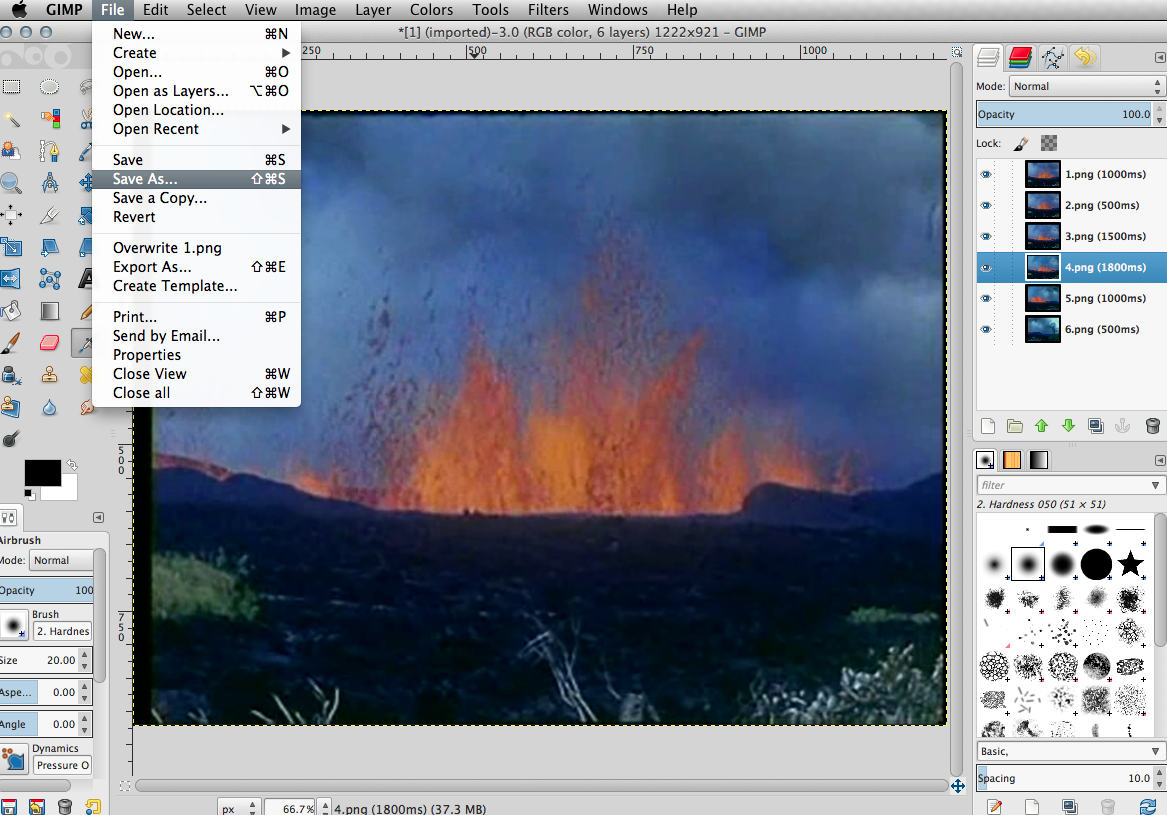 GIMP File Edit Select View Image Layer Colors Tools Filters Windows Help
*[1] (imported)-3.0 (RGB color, 6 layers) 1222x921 – GIMP
New... ⌘N
Create
Open... ⌘O
Open as Layers... ⌥⌘O
Open Location...
Open Recent
Save ⌘S
Save As... ⇧⌘S
Save a Copy...
Revert
Overwrite 1.png
Export As... ⇧⌘E
Create Template...
Print... ⌘P
Send by Email...
Properties
Close View ⌘W
Close all ⇧⌘W
250 500 750 1000
500
750
Airbrush
Mode: Normal
Opacity 100
Brush
2. Hardnes
Size 20.00
Aspe... 0.00
Angle 0.00
Dynamics
Pressure O
px 66.7% 4.png (1800ms) (37.3 MB)
Mode: Normal
Opacity 100.0
Lock:
1.png (1000ms)
2.png (500ms)
3.png (1500ms)
4.png (1800ms)
5.png (1000ms)
6.png (500ms)
filter
2. Hardness 050 (51 × 51)
Basic,
Spacing 10.0